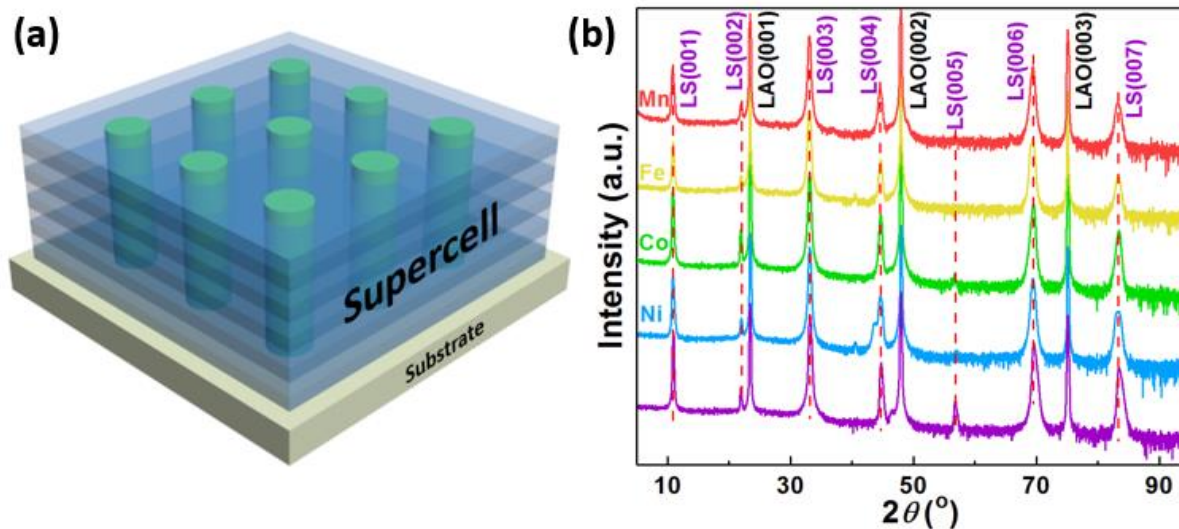 (a)
Supercell
Substrate
(b)
LS(001)
LS(002)
LAO(001)
LS(003)
LS(004)
LAO(002)
LS(005)
LS(006)
LAO(003)
LS(007)
Mn
Fe
Co
Ni
Intensity (a.u.)
10 30 50 70 90
2θ (°)